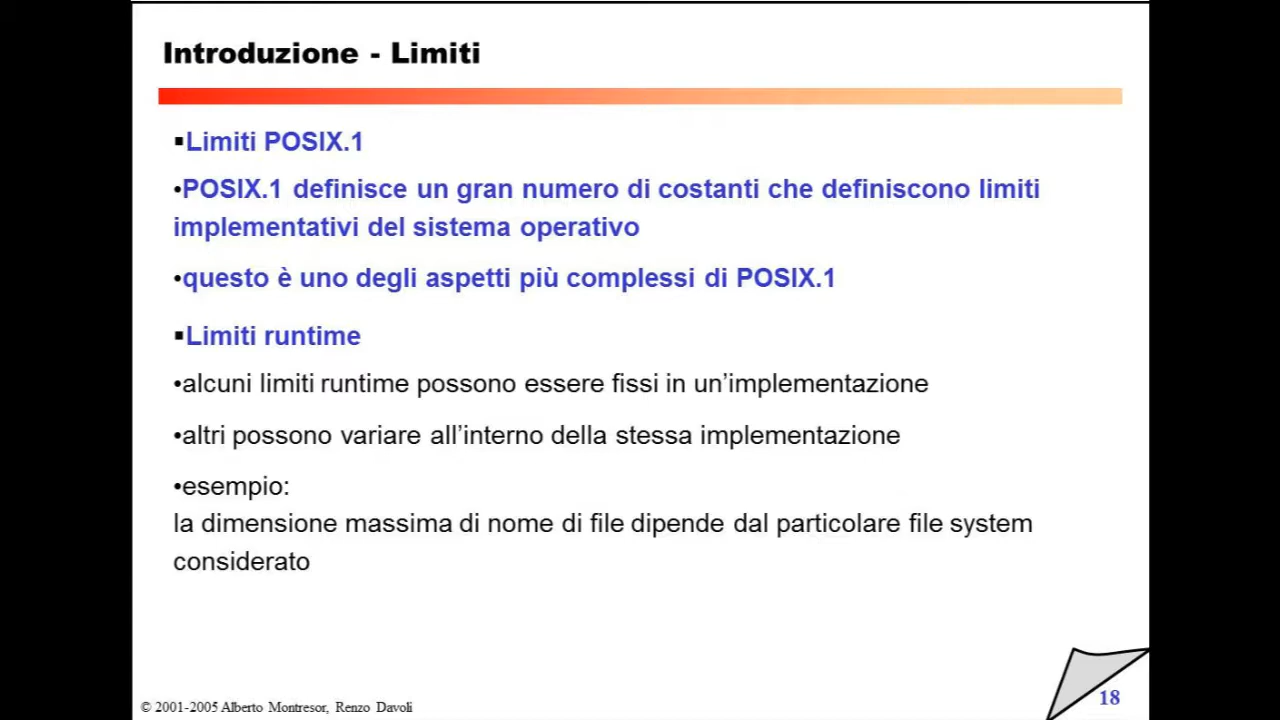 Introduzione - Limiti
▪Limiti POSIX.1
•POSIX.1 definisce un gran numero di costanti che definiscono limiti
implementativi del sistema operativo
•questo è uno degli aspetti più complessi di POSIX.1
▪Limiti runtime
•alcuni limiti runtime possono essere fissi in un’implementazione
•altri possono variare all’interno della stessa implementazione
•esempio:
la dimensione massima di nome di file dipende dal particolare file system
considerato
© 2001-2005 Alberto Montresor, Renzo Davoli
18